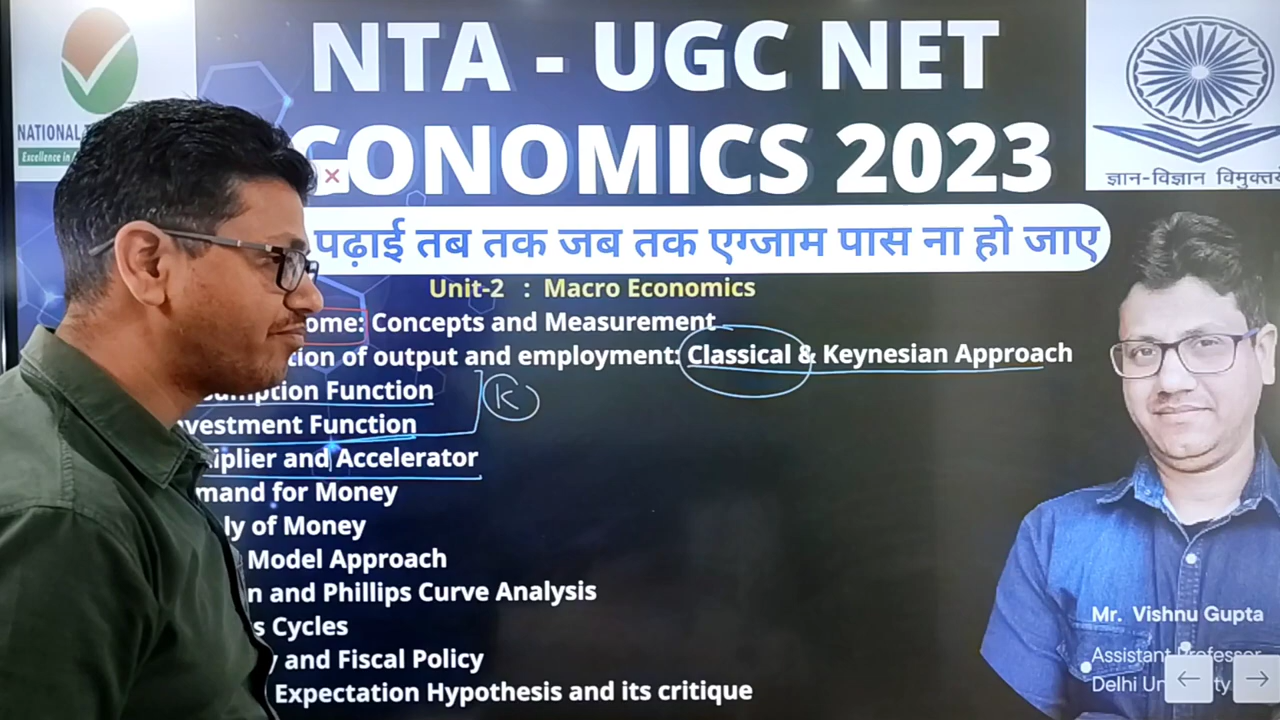 NTA - UGC NET
CONOMICS 2023
NATIONAL
Excellence in
ज्ञान-विज्ञान विमुक्तये
पढ़ाई तब तक जब तक एग्जाम पास ना हो जाए
Unit-2 : Macro Economics
ome: Concepts and Measurement
tion of output and employment: Classical & Keynesian Approach
sumption Function
K
vestment Function
tiplier and Accelerator
mand for Money
ly of Money
Model Approach
n and Phillips Curve Analysis
s Cycles
y and Fiscal Policy
Expectation Hypothesis and its critique
Mr. Vishnu Gupta
Assistant Professor
Delhi University